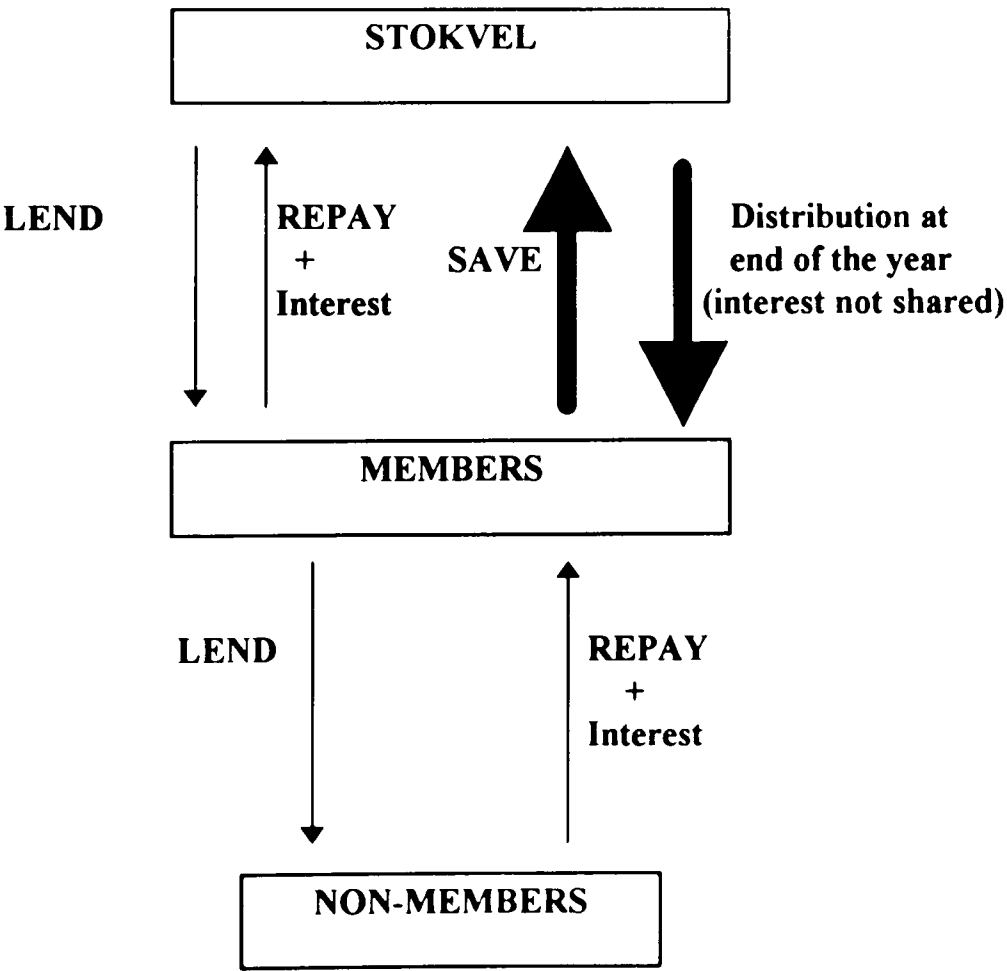 STOKVEL
LEND
REPAY
+
Interest
SAVE
Distribution at
end of the year
(interest not shared)
MEMBERS
LEND
REPAY
+
Interest
NON-MEMBERS